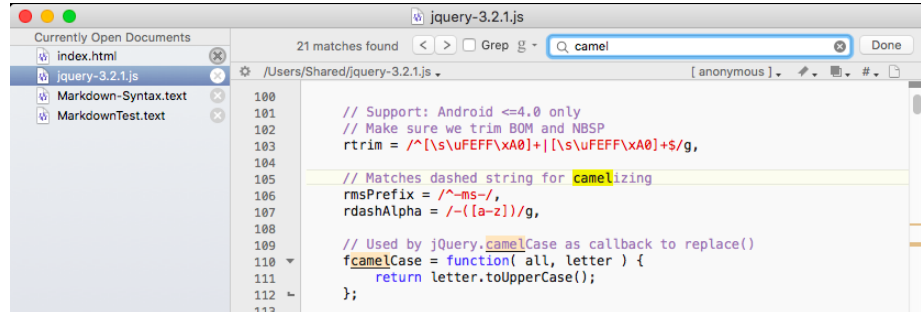 jquery-3.2.1.js
Currently Open Documents
index.html
jquery-3.2.1.js
Markdown-Syntax.text
MarkdownTest.text
21 matches found < > Grep g camel Done
/Users/Shared/jquery-3.2.1.js [ anonymous ] #
100
101 // Support: Android <=4.0 only
102 // Make sure we trim BOM and NBSP
103 rtrim = /^[\s\uFEFF\xA0]+|[\s\uFEFF\xA0]+$/g,
104
105 // Matches dashed string for camelizing
106 rmsPrefix = /^-ms-/,
107 rdashAlpha = /-([a-z])/g,
108
109 // Used by jQuery.camelCase as callback to replace()
110 fcamelCase = function( all, letter ) {
111 return letter.toUpperCase();
112 };
113